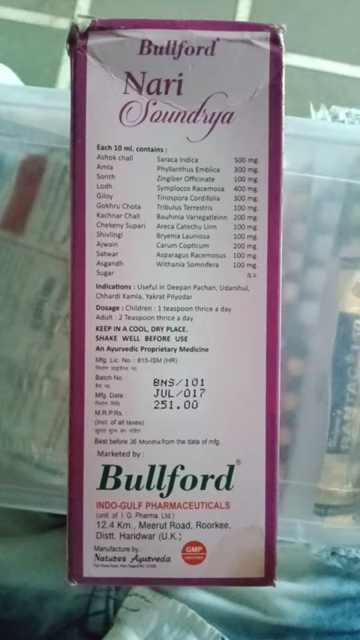 Bullford
Nari
Soundrya
Each 10 ml. contains :
Ashok chall Saraca Indica 500 mg.
Amla Phylianthus Emblica 300 mg.
Sonth Zingiber Officinate 100 mg.
Lodh Symplocos Racemosa 400 mg.
Giloy Tinospora Cordifolia 300 mg.
Gokhru Chota Tribulus Terrestris 100 mg.
Kachnar Chall Bauhinia Variegatleinn 200 mg.
Chekeny Supari Areca Catechu Linn 100 mg.
Shivlingi Bryenia Launiosa 100 mg.
Ajwain Carum Copticum 200 mg.
Satwar Asparagus Racemosus 100 mg.
Asgandh Withania Somnifera 100 mg.
Sugar q.s
Indications : Useful in Deepan Pachan, Udarshul,
Chhardi Kamla, Yakrat Pilyodar
Dosage : Children : 1 teaspoon thrice a day
Adult : 2 Teaspoon thrice a day
KEEP IN A COOL, DRY PLACE.
SHAKE WELL BEFORE USE
An Ayurvedic Proprietary Medicine
Mfg. Lic. No. : 815-ISM (HR)
Batch No. BNS/101
बैच नं०
Mfg. Date JUL/017
निर्माण तिथि 251.00
M.R.P.Rs.
(Incl. of all taxes)
Best before 36 Months from the date of mfg.
Marketed by :
Bullford®
INDO-GULF PHARMACEUTICALS
(unit of I. G. Pharma. Ltd.)
12.4 Km., Meerut Road, Roorkee,
Distt. Haridwar (U.K.)
Manufacture by :
Natures Ayurveda
GMP